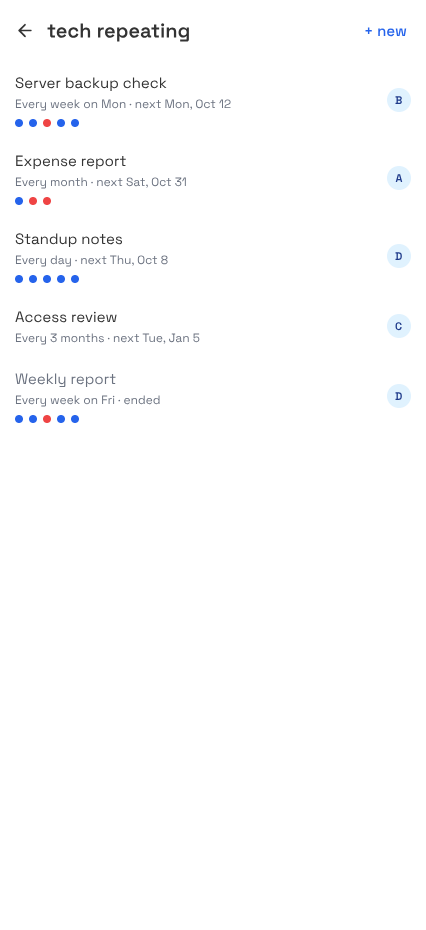 tech repeating
+ new
Server backup check
Every week on Mon · next Mon, Oct 12
B
Expense report
Every month · next Sat, Oct 31
A
Standup notes
Every day · next Thu, Oct 8
D
Access review
Every 3 months · next Tue, Jan 5
C
Weekly report
Every week on Fri · ended
D